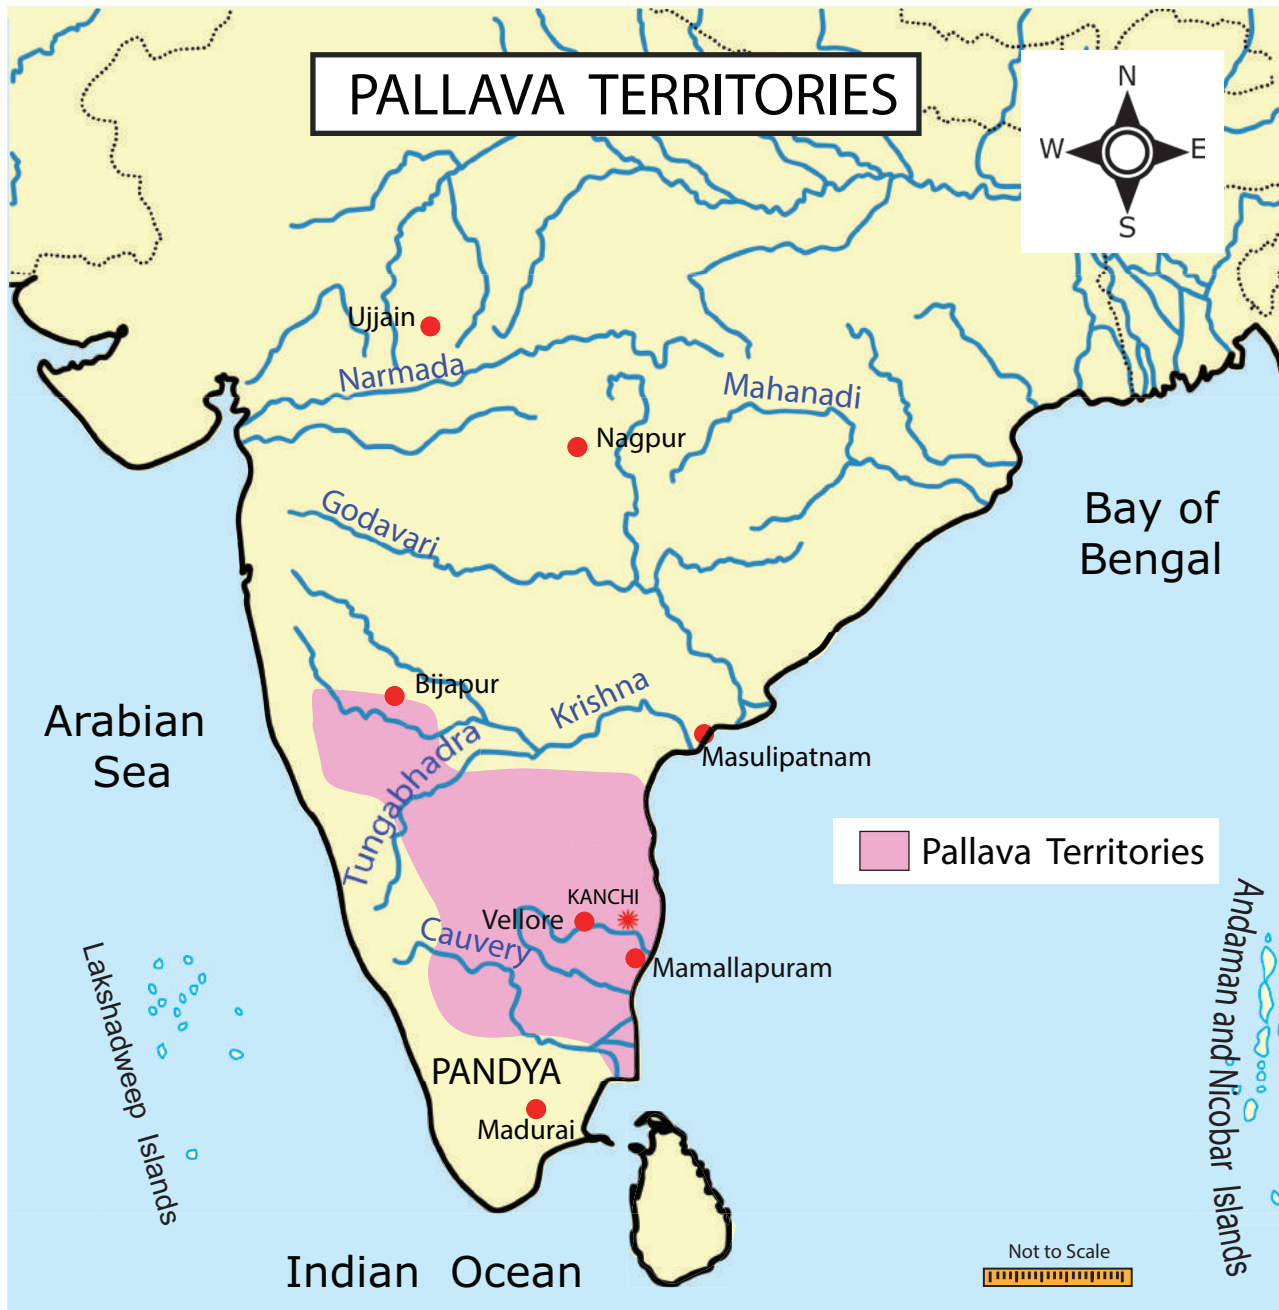 PALLAVA TERRITORIES
N
W
E
S
Ujjain
Narmada
Mahanadi
Nagpur
Godavari
Bay of
Bengal
Bijapur
Krishna
Arabian
Sea
Tungabhadra
Masulipatnam
Pallava Territories
KANCHI
Vellore
Cauvery
Mamallapuram
Lakshadweep Islands
Andaman and Nicobar Islands
PANDYA
Madurai
Not to Scale
Indian Ocean